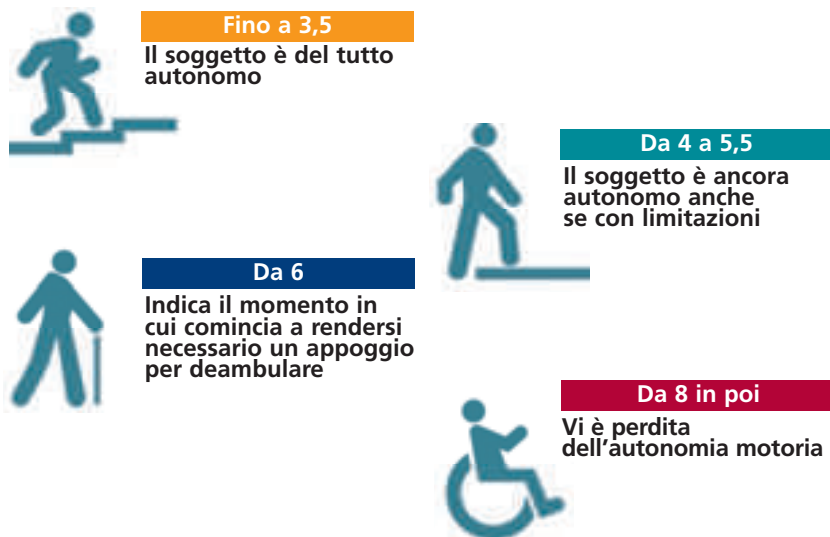 Fino a 3,5
Il soggetto è del tutto
autonomo
Da 4 a 5,5
Il soggetto è ancora
autonomo anche
se con limitazioni
Da 6
Indica il momento in
cui comincia a rendersi
necessario un appoggio
per deambulare
Da 8 in poi
Vi è perdita
dell'autonomia motoria